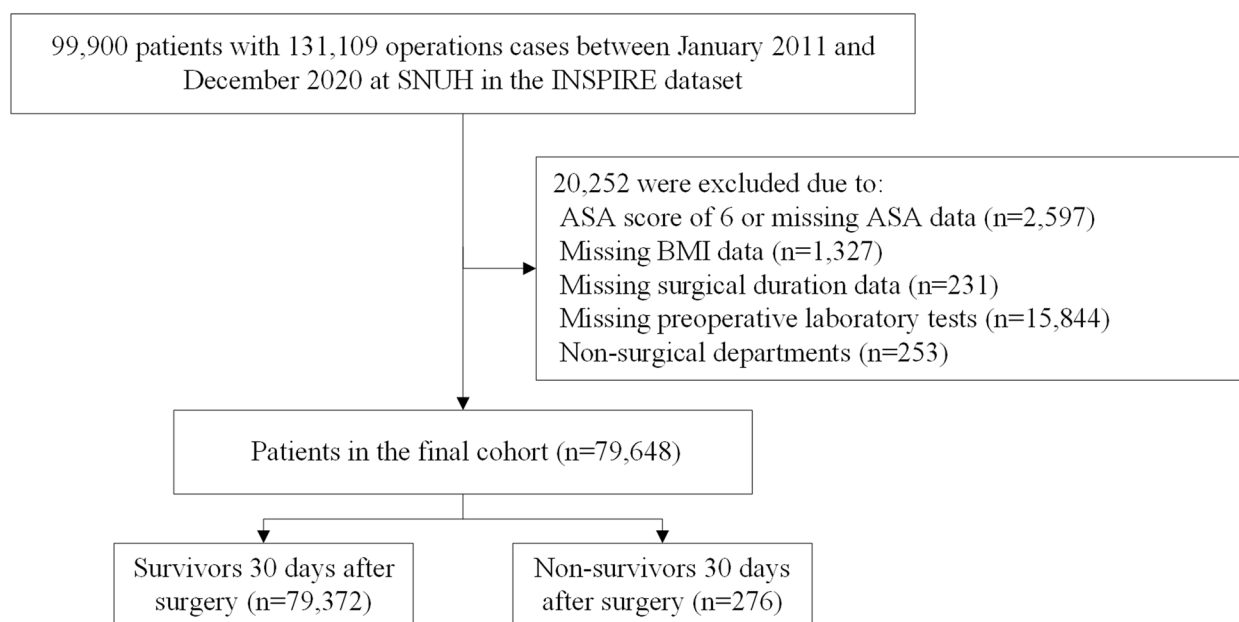 99,900 patients with 131,109 operations cases between January 2011 and
December 2020 at SNUH in the INSPIRE dataset
20,252 were excluded due to:
ASA score of 6 or missing ASA data (n=2,597)
Missing BMI data (n=1,327)
Missing surgical duration data (n=231)
Missing preoperative laboratory tests (n=15,844)
Non-surgical departments (n=253)
Patients in the final cohort (n=79,648)
Survivors 30 days after
surgery (n=79,372)
Non-survivors 30 days
after surgery (n=276)